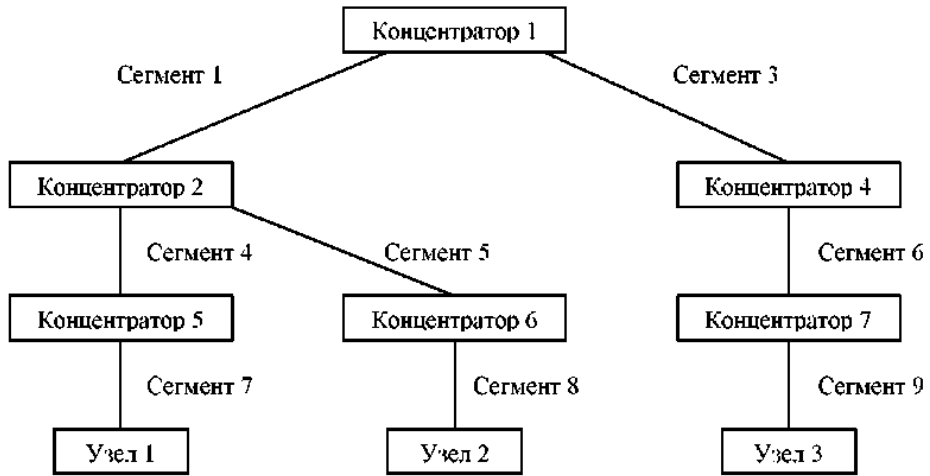 Концентратор 1
Сегмент 1
Сегмент 3
Концентратор 2
Концентратор 4
Сегмент 4
Сегмент 5
Сегмент 6
Концентратор 5
Концентратор 6
Концентратор 7
Сегмент 7
Сегмент 8
Сегмент 9
Узел 1
Узел 2
Узел 3